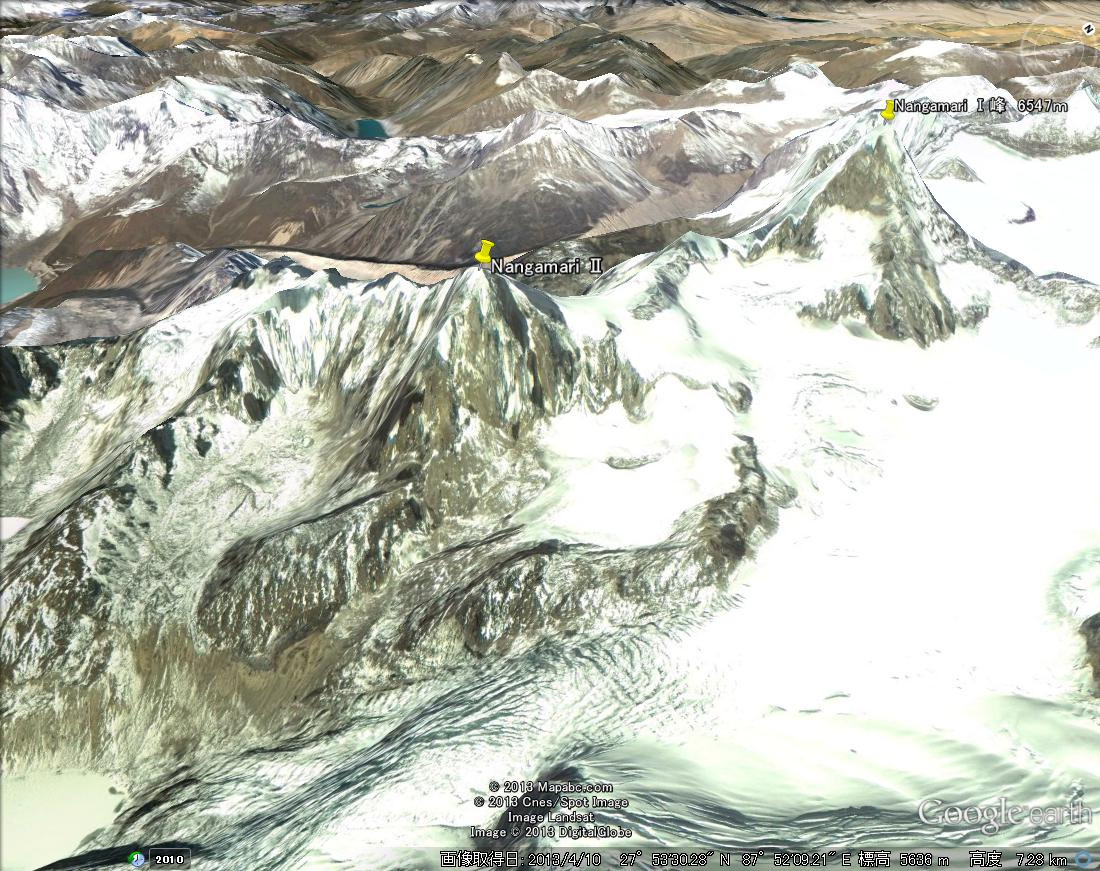 N
Nangamari Ⅰ峰 6547m
Nangamari Ⅱ
© 2013 Mapabc.com
© 2013 Cnes/Spot Image
Image Landsat
Image © 2013 DigitalGlobe
Google earth
2010
画像取得日: 2013/4/10 27° 53'30.28" N 87° 52'09.21" E 標高 5636 m 高度 7.28 km